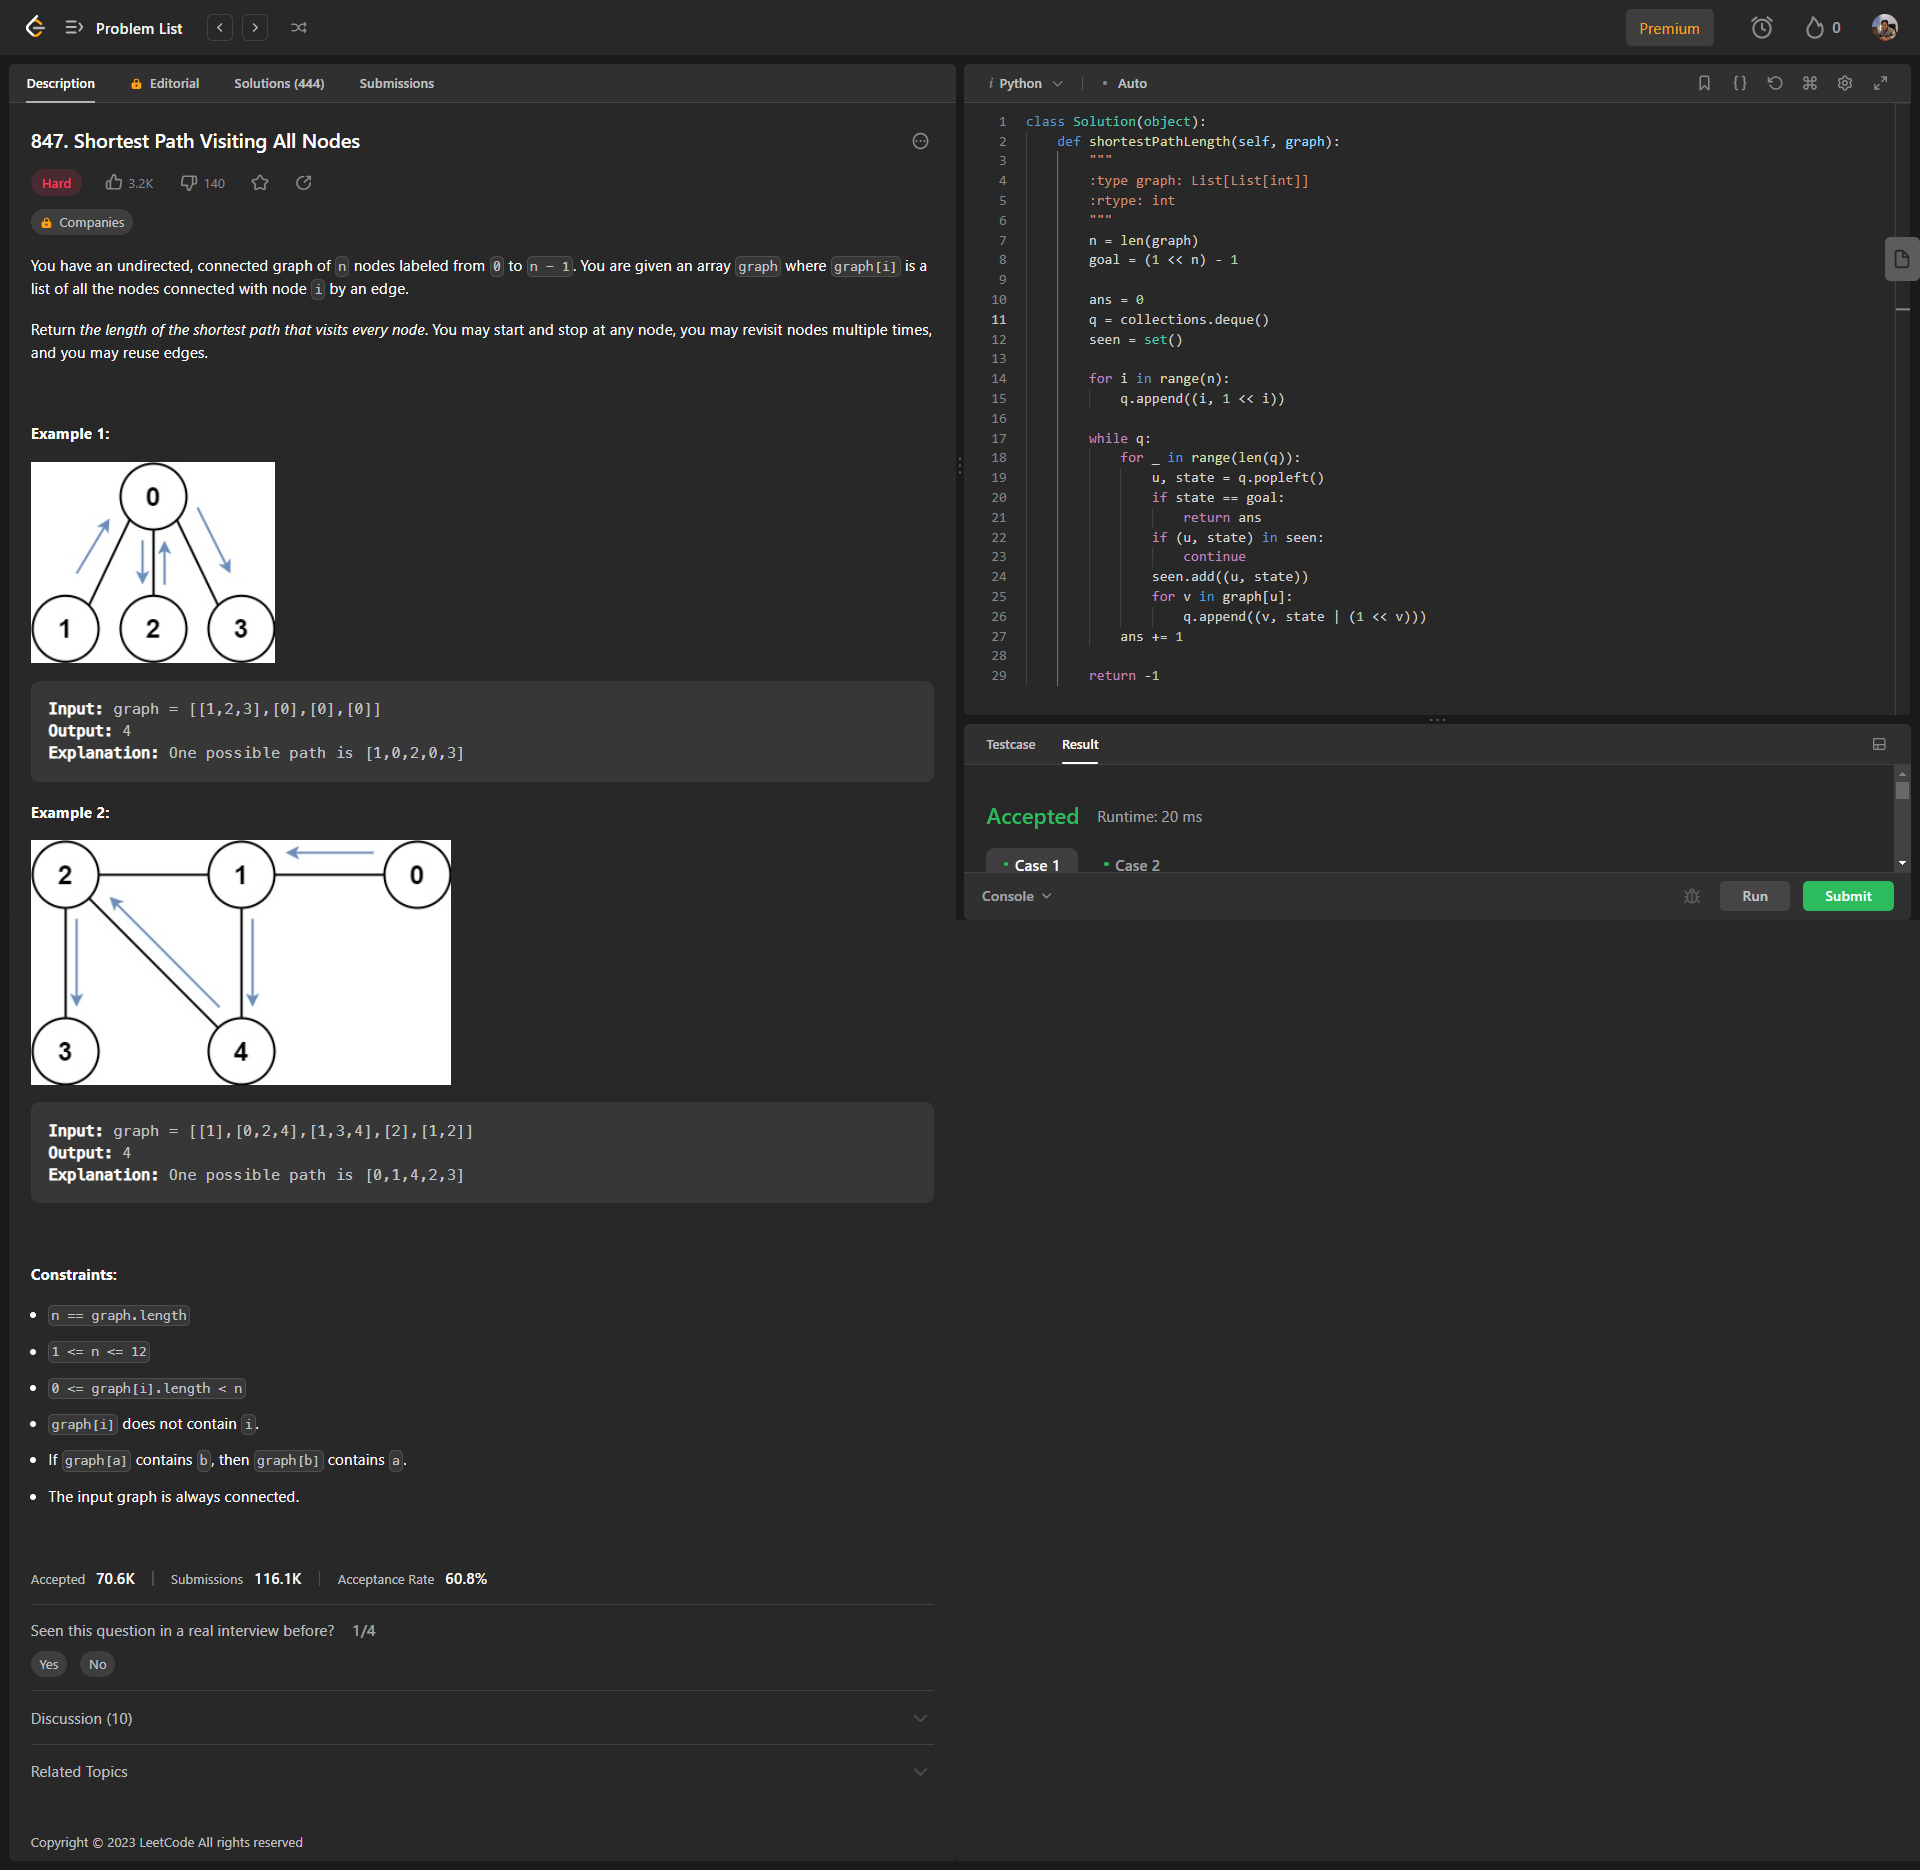 Problem List
Premium
0
Description
Editorial
Solutions (444)
Submissions
847. Shortest Path Visiting All Nodes
Hard
3.2K
140
Companies
You have an undirected, connected graph of n nodes labeled from 0 to n - 1. You are given an array graph where graph[i] is a
list of all the nodes connected with node i by an edge.
Return the length of the shortest path that visits every node. You may start and stop at any node, you may revisit nodes multiple times,
and you may reuse edges.
Example 1:
0
1 2 3
Input: graph = [[1,2,3],[0],[0],[0]]
Output: 4
Explanation: One possible path is [1,0,2,0,3]
Example 2:
2 1 0
3 4
Input: graph = [[1],[0,2,4],[1,3,4],[2],[1,2]]
Output: 4
Explanation: One possible path is [0,1,4,2,3]
Constraints:
• n == graph.length
• 1 <= n <= 12
• 0 <= graph[i].length < n
• graph[i] does not contain i.
• If graph[a] contains b, then graph[b] contains a.
• The input graph is always connected.
Accepted 70.6K | Submissions 116.1K | Acceptance Rate 60.8%
Seen this question in a real interview before? 1/4
Yes No
Discussion (10)
Related Topics
Copyright © 2023 LeetCode All rights reserved
i Python
• Auto
{}
1 class Solution(object):
2     def shortestPathLength(self, graph):
3         """
4         :type graph: List[List[int]]
5         :rtype: int
6         """
7         n = len(graph)
8         goal = (1 << n) - 1
9
10         ans = 0
11         q = collections.deque()
12         seen = set()
13
14         for i in range(n):
15             q.append((i, 1 << i))
16
17         while q:
18             for _ in range(len(q)):
19                 u, state = q.popleft()
20                 if state == goal:
21                     return ans
22                 if (u, state) in seen:
23                     continue
24                 seen.add((u, state))
25                 for v in graph[u]:
26                     q.append((v, state | (1 << v)))
27             ans += 1
28
29         return -1
Testcase
Result
Accepted Runtime: 20 ms
• Case 1
• Case 2
Console
Run
Submit